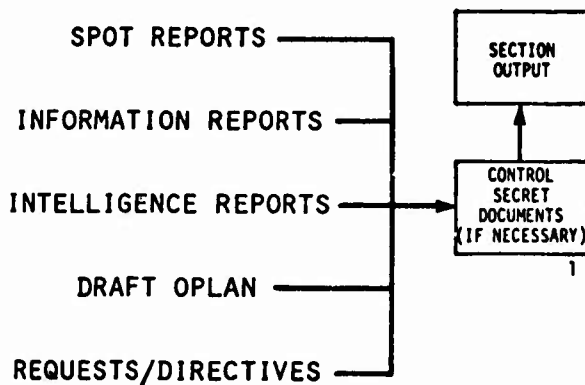 SPOT REPORTS
INFORMATION REPORTS
INTELLIGENCE REPORTS
DRAFT OPLAN
REQUESTS/DIRECTIVES
SECTION
OUTPUT
CONTROL
SECRET
DOCUMENTS
(IF NECESSARY)
1